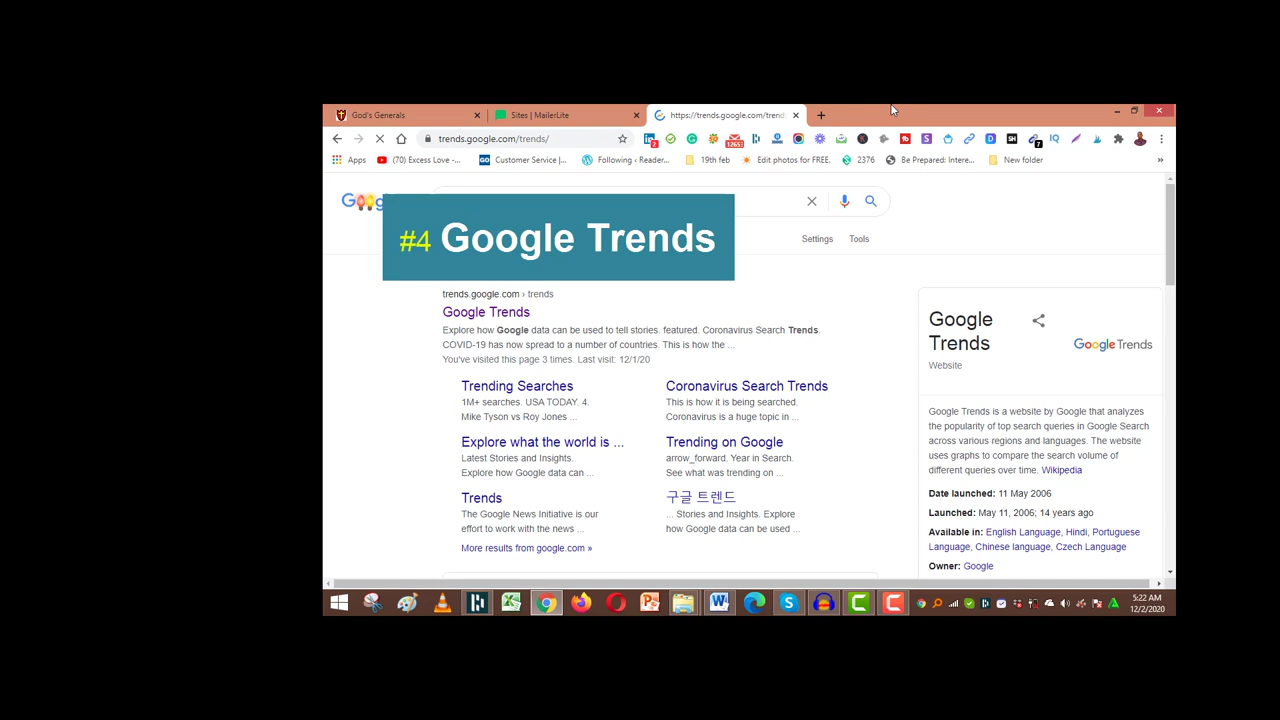 God's Generals
Sites | MailerLite
https://trends.google.com/trend
trends.google.com/trends/
2
12653
7
Apps
(70) Excess Love -...
Customer Service |...
Following ‹ Reader...
19th feb
Edit photos for FREE.
2376
Be Prepared: Intere...
New folder
»
#4 Google Trends
Settings
Tools
trends.google.com › trends
Google Trends
Explore how Google data can be used to tell stories. featured. Coronavirus Search Trends.
COVID-19 has now spread to a number of countries. This is how the ...
You've visited this page 3 times. Last visit: 12/1/20
Trending Searches
1M+ searches. USA TODAY. 4.
Mike Tyson vs Roy Jones ...
Coronavirus Search Trends
This is how it is being searched.
Coronavirus is a huge topic in ...
Explore what the world is ...
Latest Stories and Insights.
Explore how Google data can ...
Trending on Google
arrow_forward. Year in Search.
See what was trending on ...
Trends
The Google News Initiative is our
effort to work with the news ...
구글 트렌드
... Stories and Insights. Explore
how Google data can be used ...
More results from google.com »
Google
Trends
Google Trends
Website
Google Trends is a website by Google that analyzes
the popularity of top search queries in Google Search
across various regions and languages. The website
uses graphs to compare the search volume of
different queries over time. Wikipedia
Date launched: 11 May 2006
Launched: May 11, 2006; 14 years ago
Available in: English Language, Hindi, Portuguese
Language, Chinese language, Czech Language
Owner: Google
5:22 AM
12/2/2020